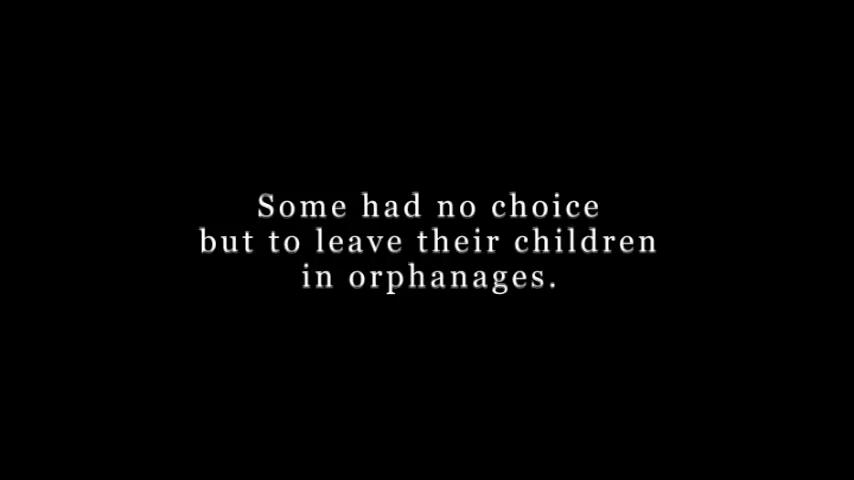 Some had no choice
but to leave their children
in orphanages.